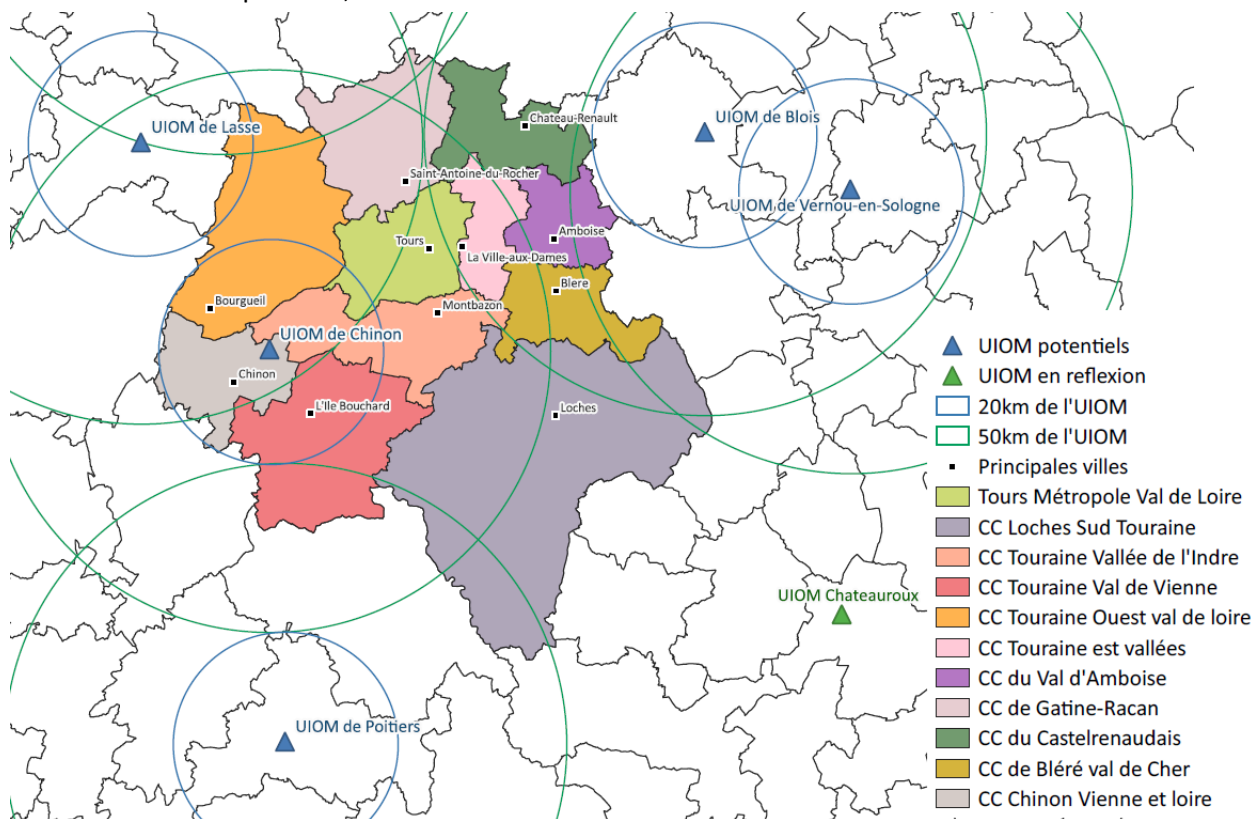 UIOM de Lasse
UIOM de Blois
Chateau-Renault
Saint-Antoine-du-Rocher
UIOM de Vernou-en-Sologne
Tours
Amboise
La Ville-aux-Dames
Blere
Bourgueil
Montbazon
UIOM de Chinon
Chinon
L'Ile Bouchard
Loches
UIOM Chateauroux
UIOM de Poitiers
UIOM potentiels
UIOM en reflexion
20km de l'UIOM
50km de l'UIOM
Principales villes
Tours Métropole Val de Loire
CC Loches Sud Touraine
CC Touraine Vallée de l'Indre
CC Touraine Val de Vienne
CC Touraine Ouest val de loire
CC Touraine est vallées
CC du Val d'Amboise
CC de Gatine-Racan
CC du Castelrenaudais
CC de Bléré val de Cher
CC Chinon Vienne et loire